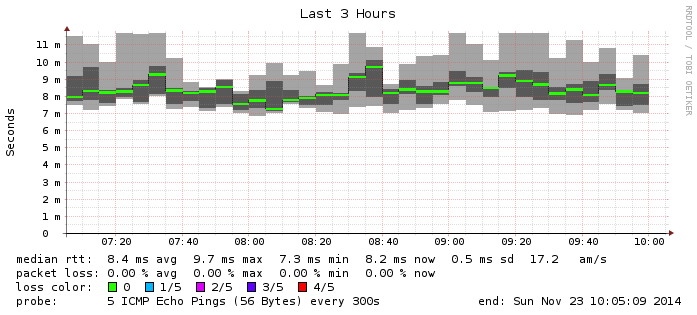 Last 3 Hours
RRDTOOL / TOBI OETIKER
Seconds
11 m
10 m
9 m
8 m
7 m
6 m
5 m
4 m
3 m
2 m
1 m
0
07:20 07:40 08:00 08:20 08:40 09:00 09:20 09:40 10:00
median rtt: 8.4 ms avg 9.7 ms max 7.3 ms min 8.2 ms now 0.5 ms sd 17.2 am/s
packet loss: 0.00 % avg 0.00 % max 0.00 % min 0.00 % now
loss color: 0 1/5 2/5 3/5 4/5
probe: 5 ICMP Echo Pings (56 Bytes) every 300s end: Sun Nov 23 10:05:09 2014